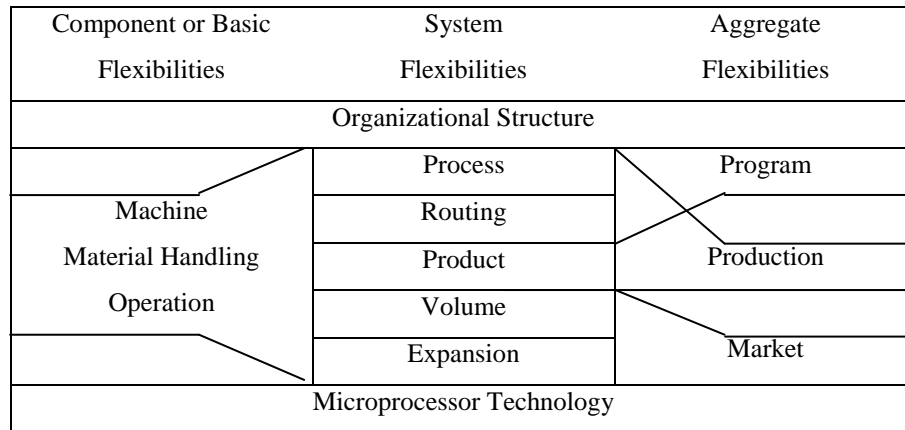 Component or Basic
Flexibilities
System
Flexibilities
Aggregate
Flexibilities
Organizational Structure
Machine
Material Handling
Operation
Process
Routing
Product
Volume
Expansion
Program
Production
Market
Microprocessor Technology